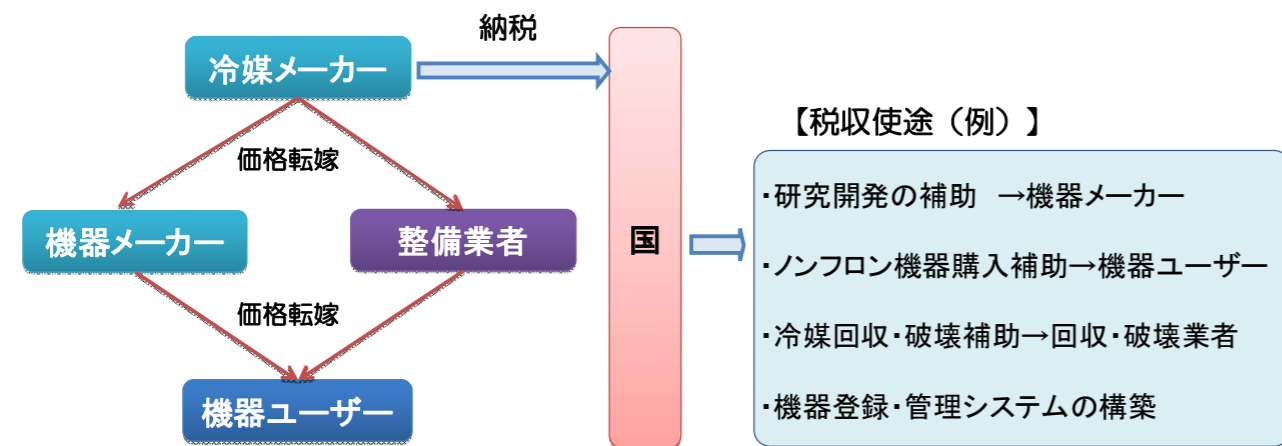 納税
冷媒メーカー
価格転嫁
機器メーカー
整備業者
価格転嫁
機器ユーザー
国
【税収使途（例）】
・研究開発の補助　→機器メーカー
・ノンフロン機器購入補助→機器ユーザー
・冷媒回収・破壊補助→回収・破壊業者
・機器登録・管理システムの構築